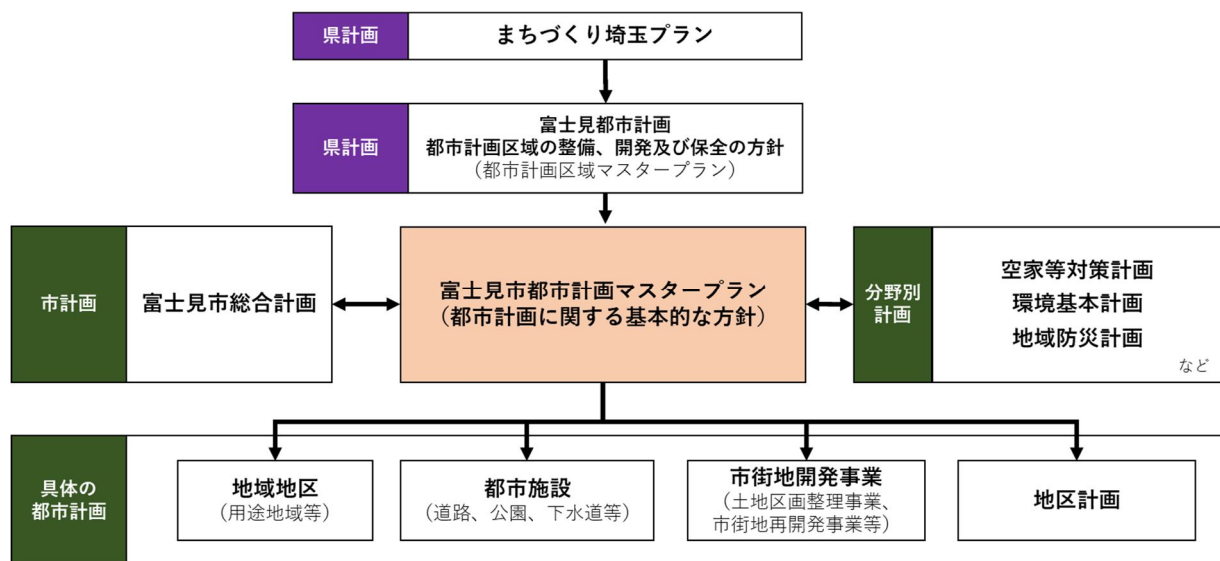 県計画
まちづくり埼玉プラン
県計画
富士見都市計画
都市計画区域の整備、開発及び保全の方針
（都市計画区域マスタープラン）
市計画
富士見市総合計画
富士見市都市計画マスタープラン
（都市計画に関する基本的な方針）
分野別
計画
空家等対策計画
環境基本計画
地域防災計画
など
具体の
都市計画
地域地区
（用途地域等）
都市施設
（道路、公園、下水道等）
市街地開発事業
（土地区画整理事業、
市街地再開発事業等）
地区計画